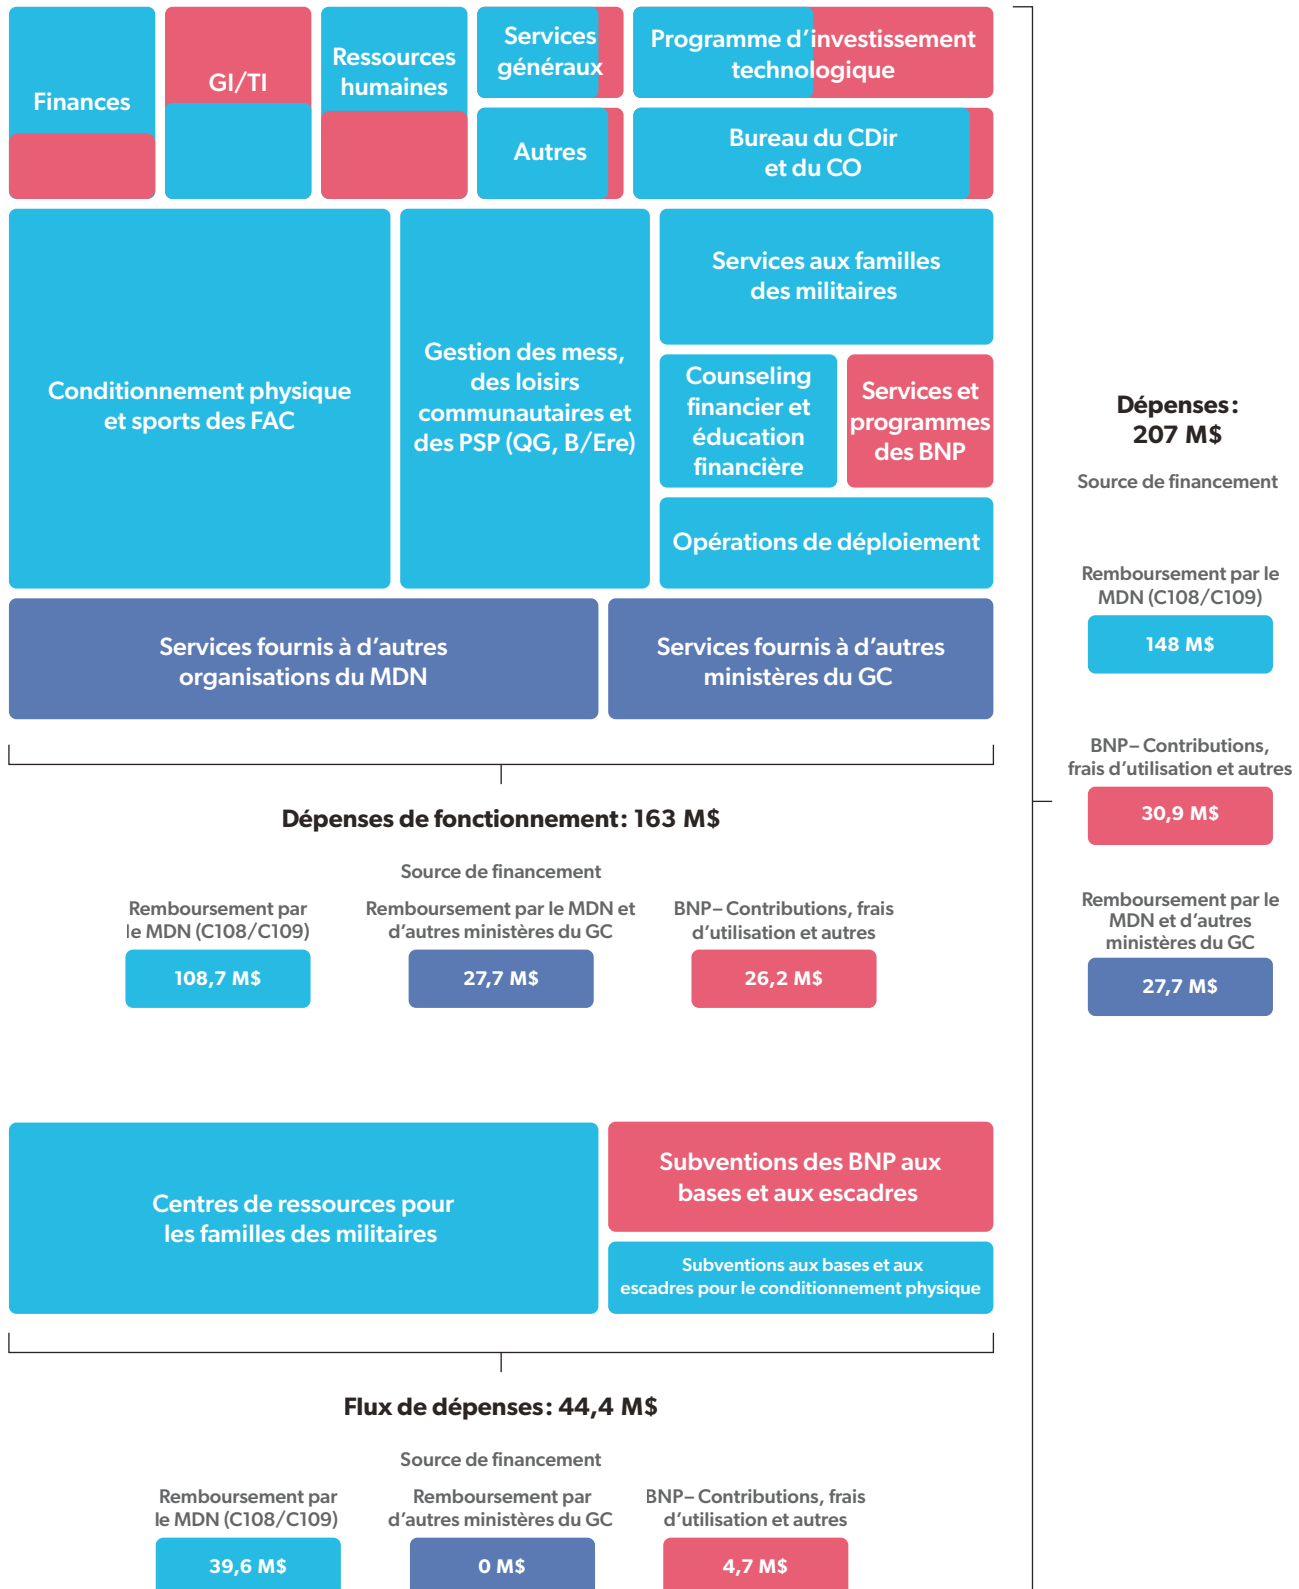 Finances
GI/TI
Ressources
humaines
Services
généraux
Programme d’investissement
technologique
Autres
Bureau du CDir
et du CO
Conditionnement physique
et sports des FAC
Gestion des mess,
des loisirs
communautaires et
des PSP (QG, B/Ere)
Services aux familles
des militaires
Counseling
financier et
éducation
financière
Services et
programmes
des BNP
Opérations de déploiement
Services fournis à d’autres
organisations du MDN
Services fournis à d’autres
ministères du GC
Dépenses de fonctionnement: 163 M$
Source de financement
Remboursement par
le MDN (C108/C109)
108,7 M$
Remboursement par le MDN et
d’autres ministères du GC
27,7 M$
BNP– Contributions, frais
d’utilisation et autres
26,2 M$
Centres de ressources pour
les familles des militaires
Subventions des BNP aux
bases et aux escadres
Subventions aux bases et aux
escadres pour le conditionnement physique
Flux de dépenses: 44,4 M$
Source de financement
Remboursement par
le MDN (C108/C109)
39,6 M$
Remboursement par
d’autres ministères du GC
0 M$
BNP– Contributions, frais
d’utilisation et autres
4,7 M$
Dépenses:
207 M$
Source de financement
Remboursement par le
MDN (C108/C109)
148 M$
BNP– Contributions,
frais d’utilisation et autres
30,9 M$
Remboursement par le
MDN et d’autres
ministères du GC
27,7 M$